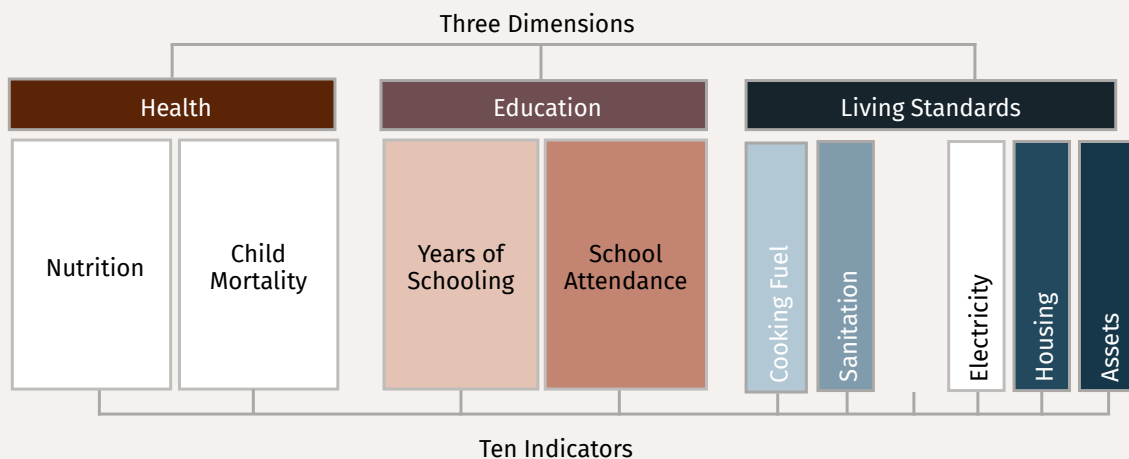 Three Dimensions
Health
Education
Living Standards
Nutrition
Child
Mortality
Years of
Schooling
School
Attendance
Cooking Fuel
Sanitation
Electricity
Housing
Assets
Ten Indicators